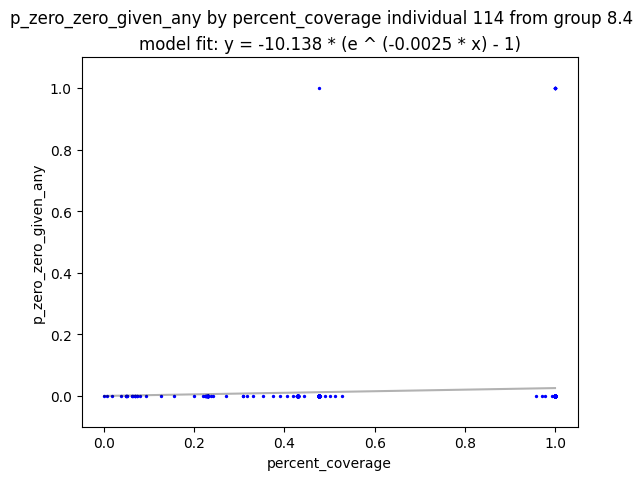 p_zero_zero_given_any by percent_coverage individual 114 from group 8.4
model fit: y = -10.138 * (e ^ (-0.0025 * x) - 1)
1.0
0.8
0.6
0.4
0.2
0.0
p_zero_zero_given_any
0.0 0.2 0.4 0.6 0.8 1.0
percent_coverage